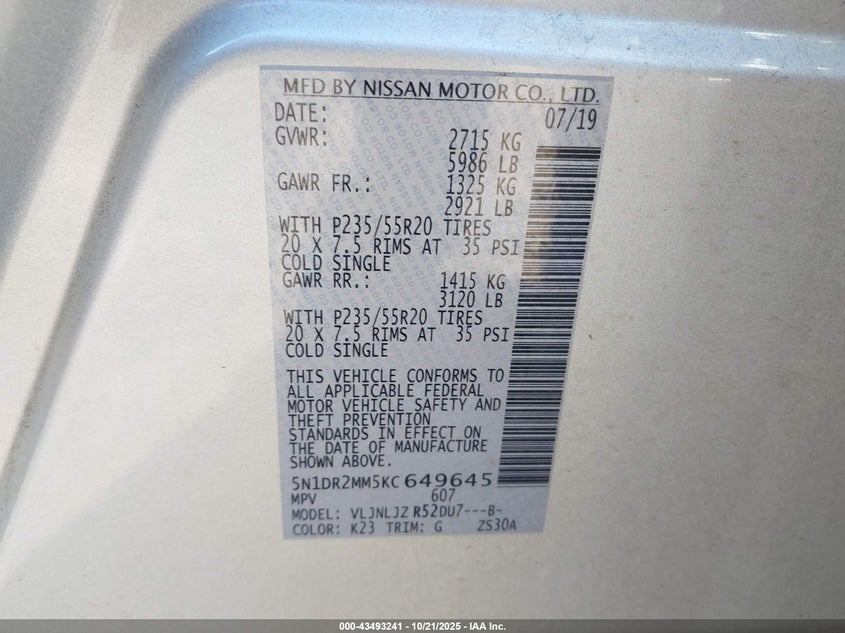 MFD BY NISSAN MOTOR CO., LTD.
DATE: 07/19
GVWR: 2715 KG
5986 LB
GAWR FR.: 1325 KG
2921 LB
WITH P235/55R20 TIRES
20 X 7.5 RIMS AT 35 PSI
COLD SINGLE
GAWR RR.: 1415 KG
3120 LB
WITH P235/55R20 TIRES
20 X 7.5 RIMS AT 35 PSI
COLD SINGLE
THIS VEHICLE CONFORMS TO
ALL APPLICABLE FEDERAL
MOTOR VEHICLE SAFETY AND
THEFT PREVENTION
STANDARDS IN EFFECT ON
THE DATE OF MANUFACTURE
SHOWN ABOVE.
5N1DR2MM5KC649645
MPV 607
MODEL: VLJNLJZ R52DU7---B-
COLOR: K23 TRIM: G ZS30A
000-43493241 - 10/21/2025 - IAA Inc.